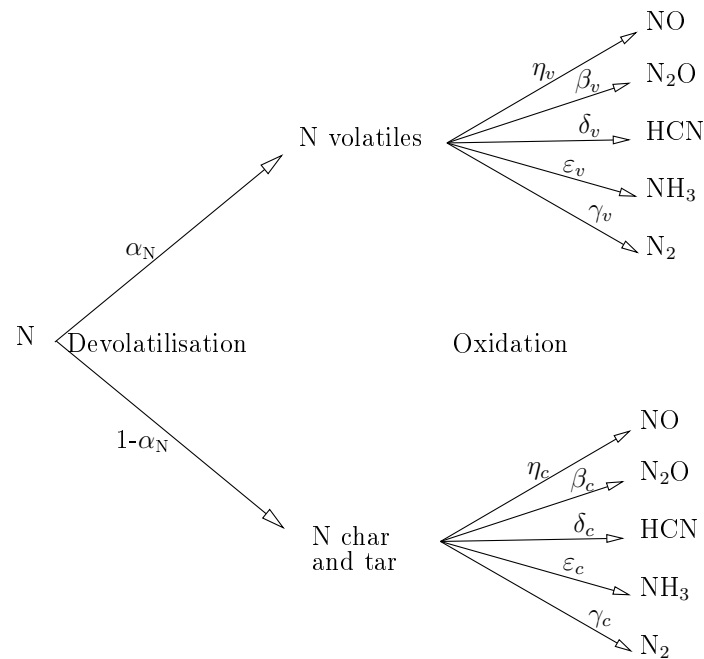 NO
η_v
N₂O
β_v
δ_v
HCN
N volatiles
ε_v
NH₃
γ_v
N₂
α_N
N
Devolatilisation
Oxidation
1-α_N
NO
η_c
N₂O
β_c
δ_c
HCN
N char
and tar
ε_c
NH₃
γ_c
N₂